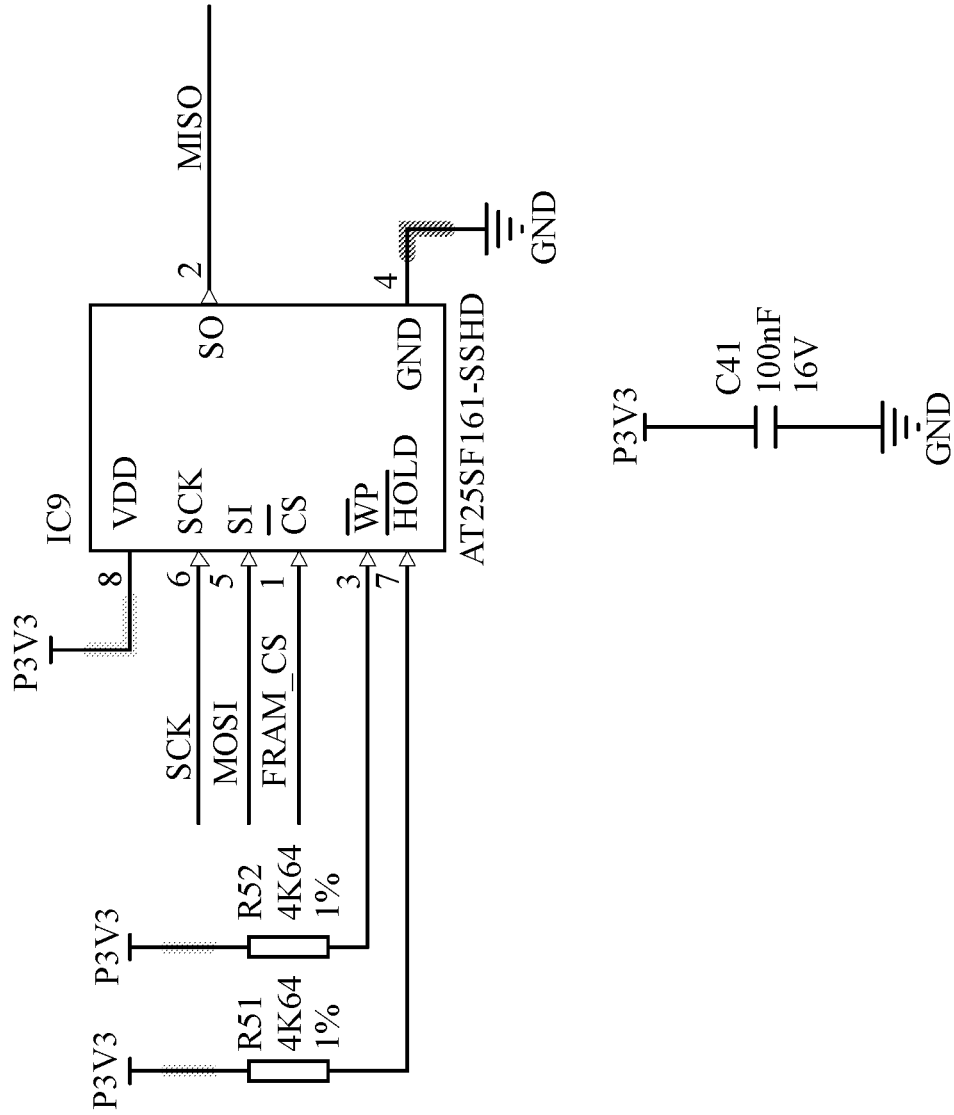 P3V3
IC9
8
VDD
SCK
6
SCK
MOSI
5
SI
FRAM_CS
1
CS
3
WP
7
HOLD
SO
2
MISO
GND
4
GND
AT25SF161-SSHD
P3V3
R52
4K64
1%
P3V3
R51
4K64
1%
P3V3
C41
100nF
16V
GND